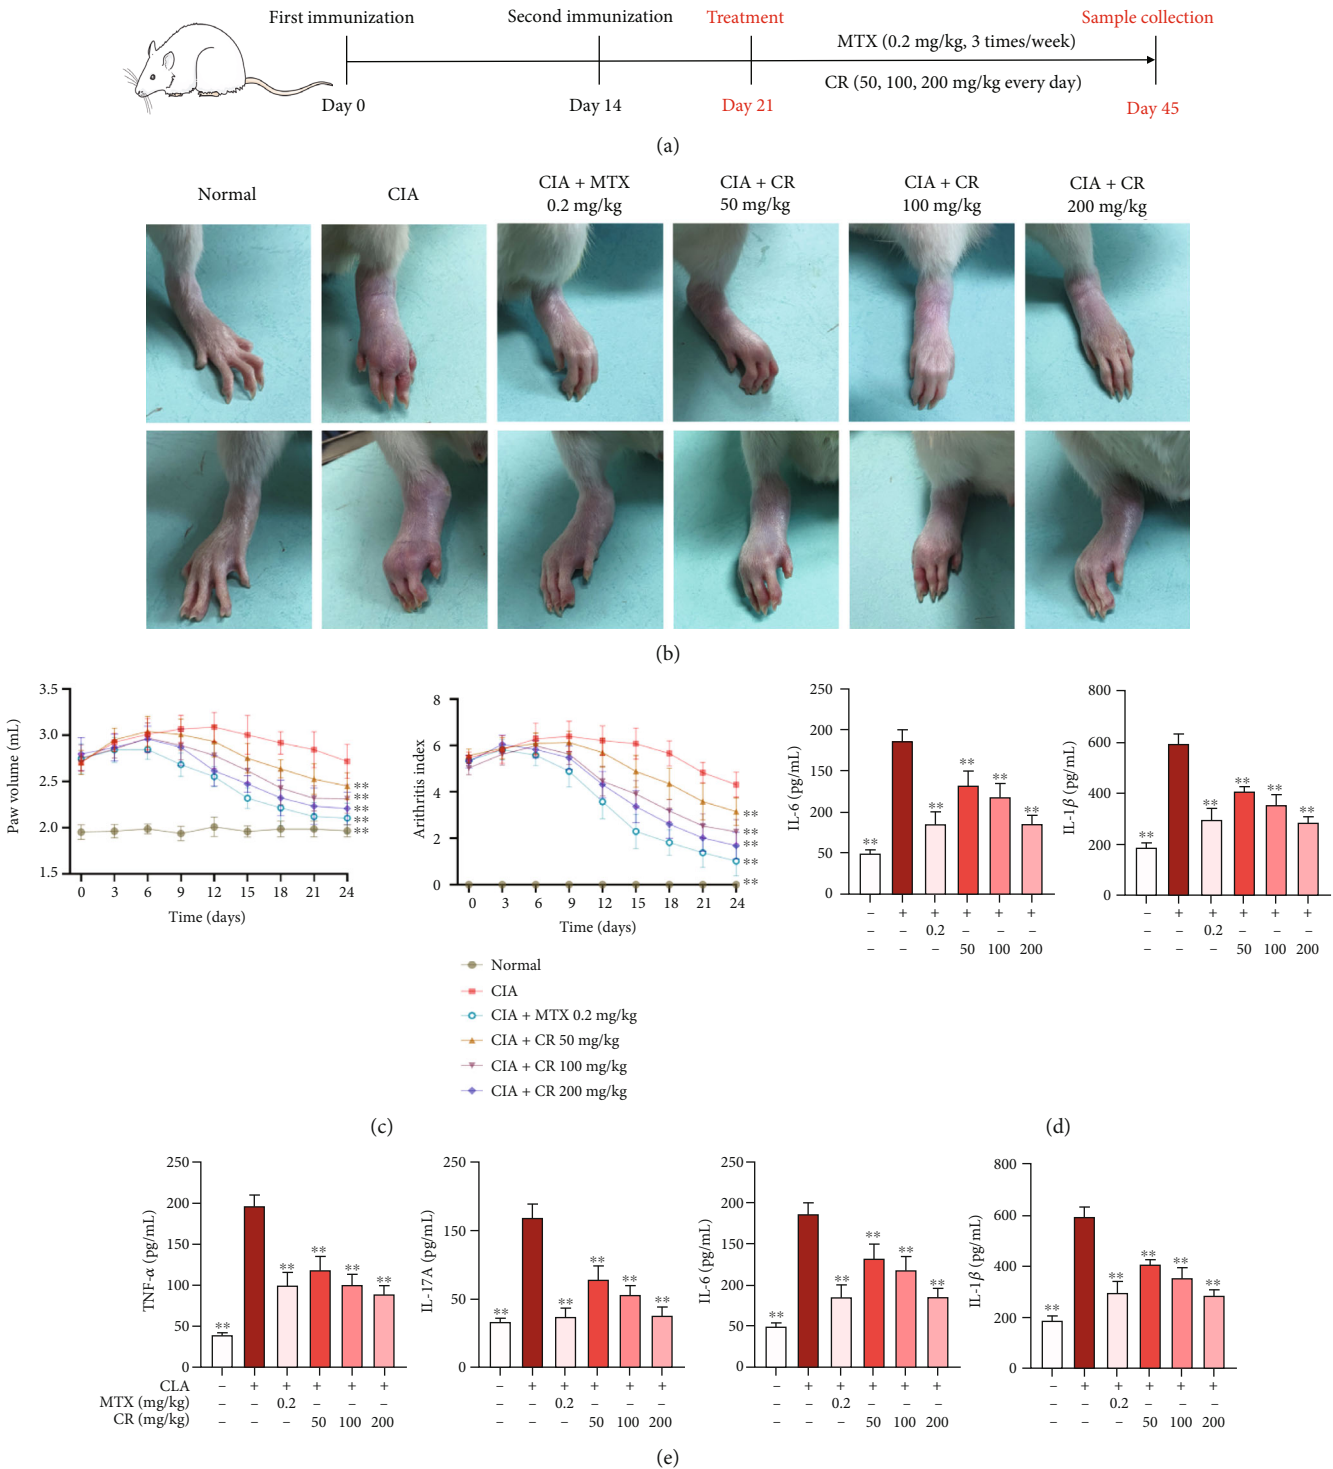 First immunization
Second immunization
Treatment
Sample collection
MTX (0.2 mg/kg, 3 times/week)
CR (50, 100, 200 mg/kg every day)
Day 0
Day 14
Day 21
Day 45
(a)
Normal
CIA
CIA + MTX
0.2 mg/kg
CIA + CR
50 mg/kg
CIA + CR
100 mg/kg
CIA + CR
200 mg/kg
(b)
Paw volume (mL)
3.5
3.0
2.5
2.0
1.5
**
**
**
**
**
0 3 6 9 12 15 18 21 24
Time (days)
Arthritis index
8
6
4
2
0
**
**
**
**
**
0 3 6 9 12 15 18 21 24
Time (days)
Normal
CIA
CIA + MTX 0.2 mg/kg
CIA + CR 50 mg/kg
CIA + CR 100 mg/kg
CIA + CR 200 mg/kg
(c)
IL-6 (pg/mL)
250
200
150
200
50
0
** ** ** ** **
– + + + + +
– – 0.2 – – –
– – – 50 100 200
IL-1β (pg/mL)
800
600
400
200
0
** ** ** ** **
– + + + + +
– – 0.2 – – –
– – – 50 100 200
(d)
TNF-α (pg/mL)
250
200
150
100
50
0
** ** ** ** **
CLA – + + + + +
MTX (mg/kg) – – 0.2 – – –
CR (mg/kg) – – – 50 100 200
IL-17A (pg/mL)
250
150
50
0
** ** ** ** **
– + + + + +
– – 0.2 – – –
– – – 50 100 200
IL-6 (pg/mL)
250
200
150
200
50
0
** ** ** ** **
– + + + + +
– – 0.2 – – –
– – – 50 100 200
IL-1β (pg/mL)
800
600
400
200
0
** ** ** ** **
– + + + + +
– – 0.2 – – –
– – – 50 100 200
(e)